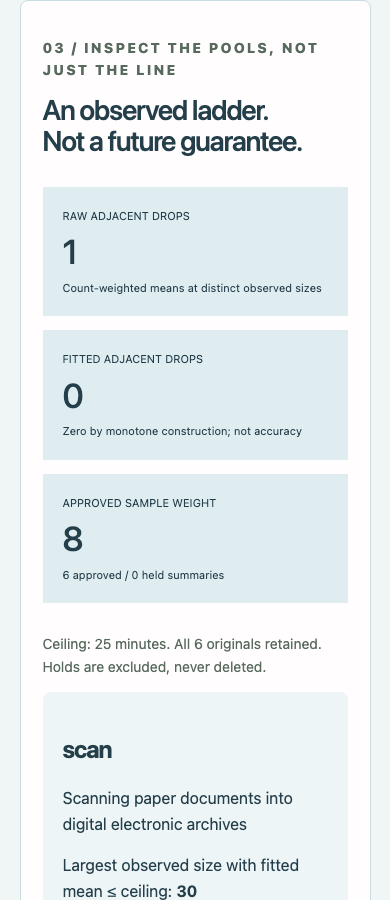 03 / INSPECT THE POOLS, NOT
JUST THE LINE
An observed ladder.
Not a future guarantee.
RAW ADJACENT DROPS
1
Count-weighted means at distinct observed sizes
FITTED ADJACENT DROPS
0
Zero by monotone construction; not accuracy
APPROVED SAMPLE WEIGHT
8
6 approved / 0 held summaries
Ceiling: 25 minutes. All 6 originals retained.
Holds are excluded, never deleted.
scan
Scanning paper documents into
digital electronic archives
Largest observed size with fitted
mean ≤ ceiling: 30